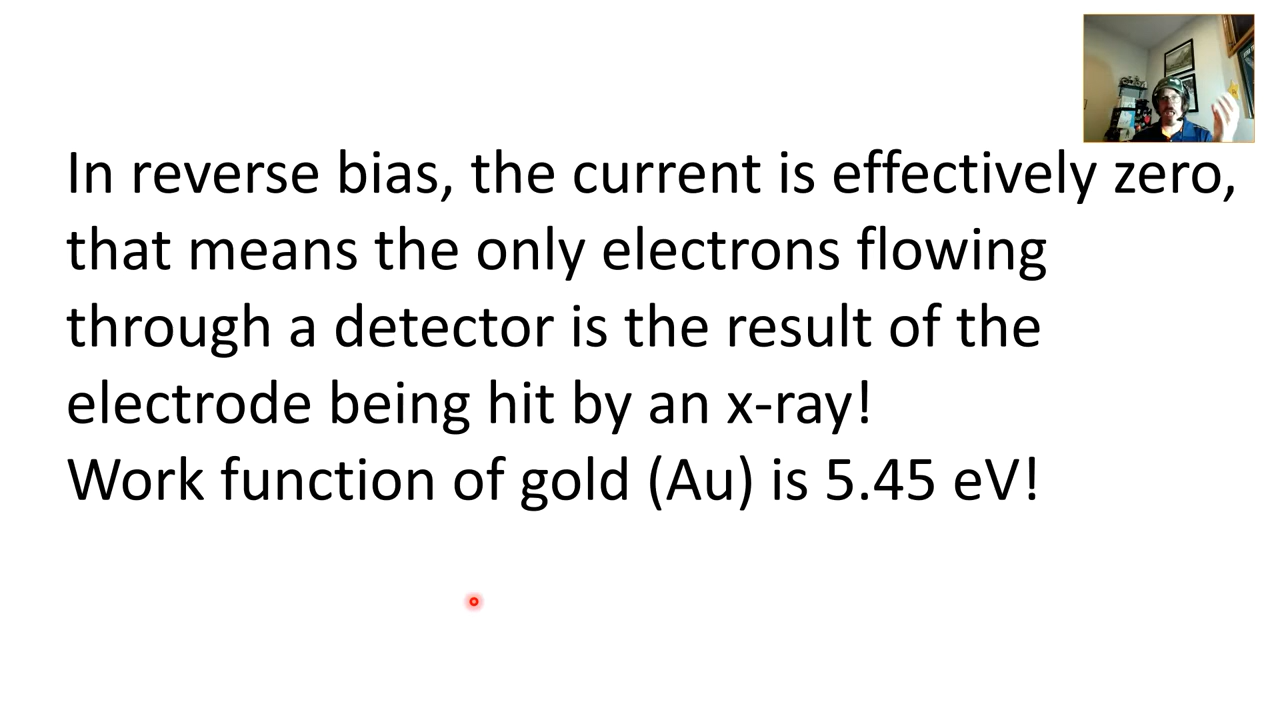 In reverse bias, the current is effectively zero,
that means the only electrons flowing
through a detector is the result of the
electrode being hit by an x-ray!
Work function of gold (Au) is 5.45 eV!